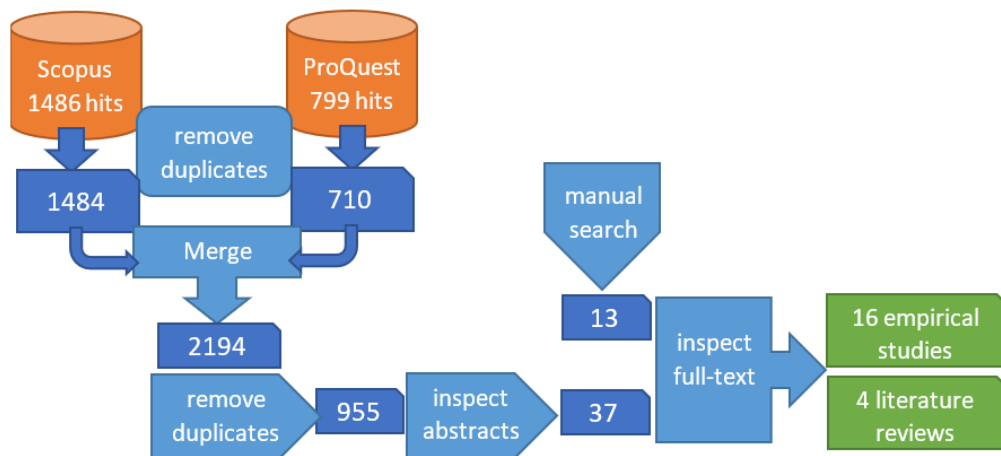 Scopus
1486 hits
ProQuest
799 hits
remove
duplicates
1484
710
Merge
2194
remove
duplicates
955
inspect
abstracts
manual
search
13
37
inspect
full-text
16 empirical
studies
4 literature
reviews